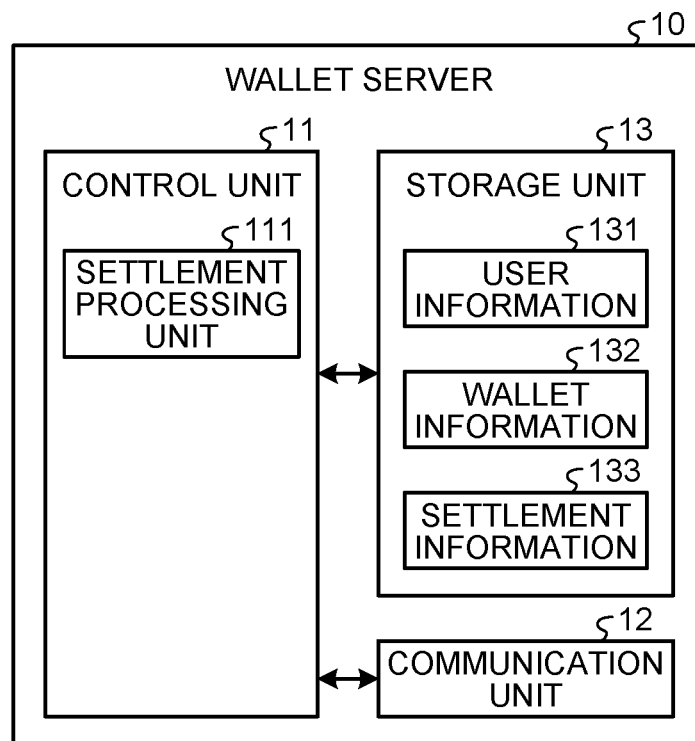 10
WALLET SERVER
11
CONTROL UNIT
111
SETTLEMENT
PROCESSING
UNIT
13
STORAGE UNIT
131
USER
INFORMATION
132
WALLET
INFORMATION
133
SETTLEMENT
INFORMATION
12
COMMUNICATION
UNIT